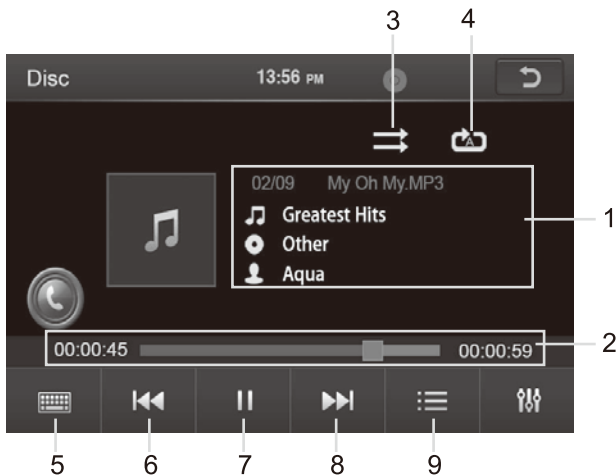 3 4
Disc 13:56 PM
A
02/09 My Oh My.MP3
Greatest Hits
1
Other
Aqua
00:00:45 00:00:59 2
5 6 7 8 9